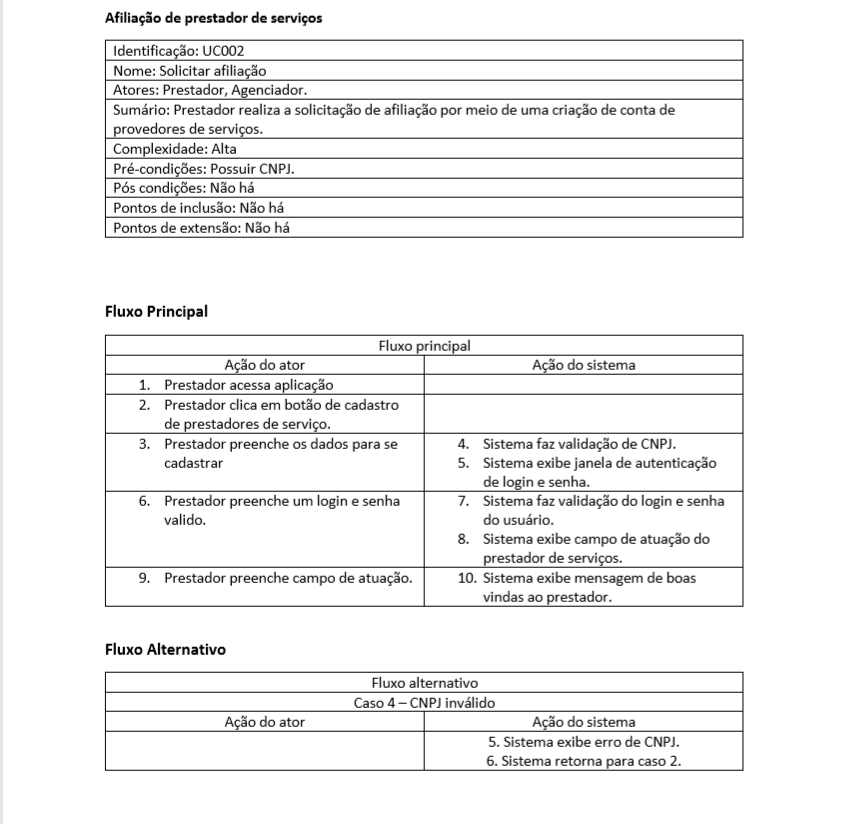 Afiliação de prestador de serviços
Identificação: UC002
Nome: Solicitar afiliação
Atores: Prestador, Agenciador.
Sumário: Prestador realiza a solicitação de afiliação por meio de uma criação de conta de
provedores de serviços.
Complexidade: Alta
Pré-condições: Possuir CNPJ.
Pós condições: Não há
Pontos de inclusão: Não há
Pontos de extensão: Não há
Fluxo Principal
Fluxo principal
Ação do ator
Ação do sistema
1. Prestador acessa aplicação
2. Prestador clica em botão de cadastro
de prestadores de serviço.
3. Prestador preenche os dados para se
cadastrar
4. Sistema faz validação de CNPJ.
5. Sistema exibe janela de autenticação
de login e senha.
6. Prestador preenche um login e senha
valido.
7. Sistema faz validação do login e senha
do usuário.
8. Sistema exibe campo de atuação do
prestador de serviços.
9. Prestador preenche campo de atuação.
10. Sistema exibe mensagem de boas
vindas ao prestador.
Fluxo Alternativo
Fluxo alternativo
Caso 4 – CNPJ inválido
Ação do ator
Ação do sistema
5. Sistema exibe erro de CNPJ.
6. Sistema retorna para caso 2.